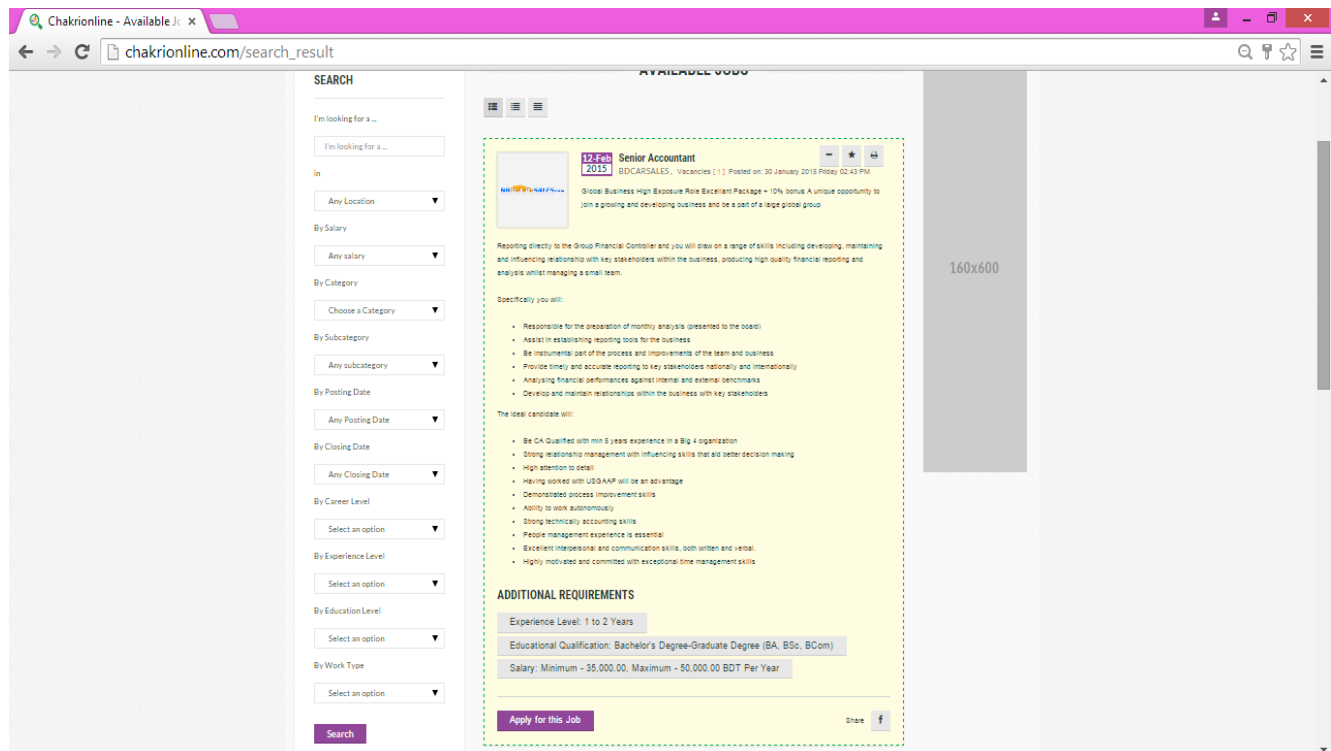 Chakrionline - Available Jo
chakrionline.com/search_result
SEARCH
I'm looking for a ...
I'm looking for a ...
in
Any Location
By Salary
Any salary
By Category
Choose a Category
By Subcategory
Any subcategory
By Posting Date
Any Posting Date
By Closing Date
Any Closing Date
By Career Level
Select an option
By Experience Level
Select an option
By Education Level
Select an option
By Work Type
Select an option
Search
AVAILABLE JOBS
12-Feb
2015
Senior Accountant
BDCARSALES, Vacancies ( 1 ) Posted on: 30 January 2015 Friday 02:43 PM
Global Business High Exposure Role Excellant Package + 10% bonus A unique opportunity to
join a growing and developing business and be a part of a large global group
Reporting directly to the Group Financial Controller and you will draw on a range of skills including developing, maintaining
and influencing relationship with key stakeholders within the business, producing high quality financial reporting and
analysis whilst managing a small team.
Specifically you will:
• Responsible for the preparation of monthly analysis (presented to the board)
• Assist in establishing reporting tools for the business
• Be instrumental part of the process and improvements of the team and business
• Provide timely and accurate reporting to key stakeholders nationally and internationally
• Analysing financial performances against internal and external benchmarks
• Develop and maintain relationships within the business with key stakeholders
The ideal candidate will:
• Be CA Qualified with min 5 years experience in a Big 4 organization
• Strong relationship management with influencing skills that aid better decision making
• High attention to detail
• Having worked with USGAAP will be an advantage
• Demonstrated process improvement skills
• Ability to work autonomously
• Strong technically accounting skills
• People management experience is essential
• Excellent interpersonal and communication skills, both written and verbal.
• Highly motivated and committed with exceptional time management skills
ADDITIONAL REQUIREMENTS
Experience Level: 1 to 2 Years
Educational Qualification: Bachelor's Degree-Graduate Degree (BA, BSc, BCom)
Salary: Minimum - 35,000.00, Maximum - 50,000.00 BDT Per Year
Apply for this Job
Share f
160x600